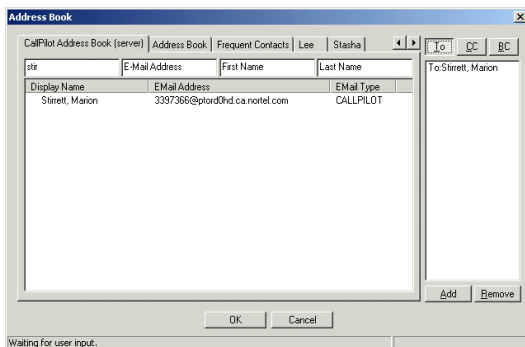 Address Book
CallPilot Address Book (server) Address Book Frequent Contacts Lee Stasha
To CC BC
stir E-Mail Address First Name Last Name
To:Stirrett, Marion
Display Name EMail Address EMail Type
Stirrett, Marion 3397366@ptord0hd.ca.nortel.com CALLPILOT
Add Remove
OK Cancel
Waiting for user input.